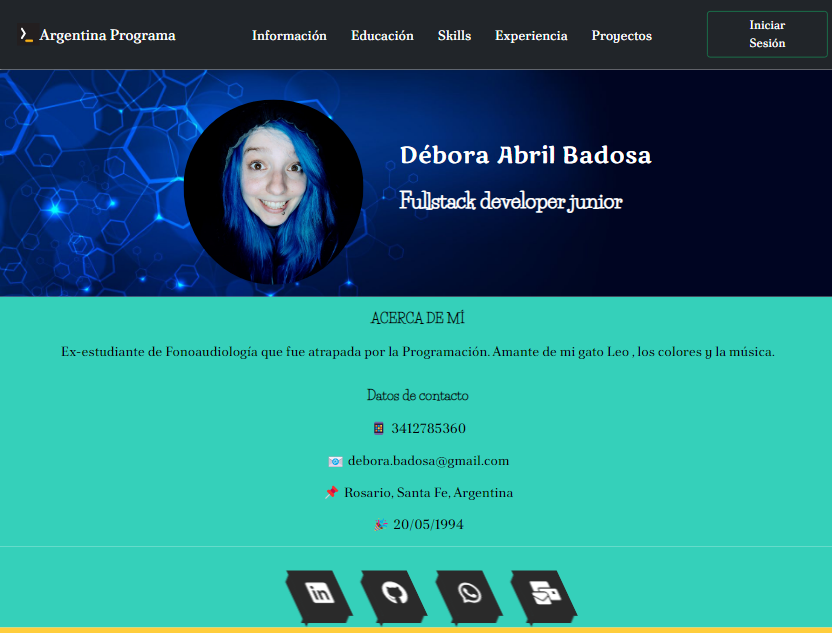 Argentina Programa
Información
Educación
Skills
Experiencia
Proyectos
Iniciar
Sesión
Débora Abril Badosa
Fullstack developer junior
ACERCA DE MÍ
Ex-estudiante de Fonoaudiología que fue atrapada por la Programación. Amante de mi gato Leo , los colores y la música.
Datos de contacto
3412785360
debora.badosa@gmail.com
Rosario, Santa Fe, Argentina
20/05/1994
in